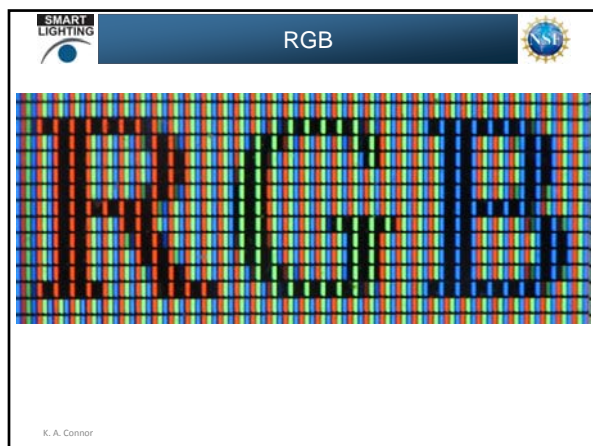 SMART
LIGHTING
RGB
NSF
RGB
K. A. Connor